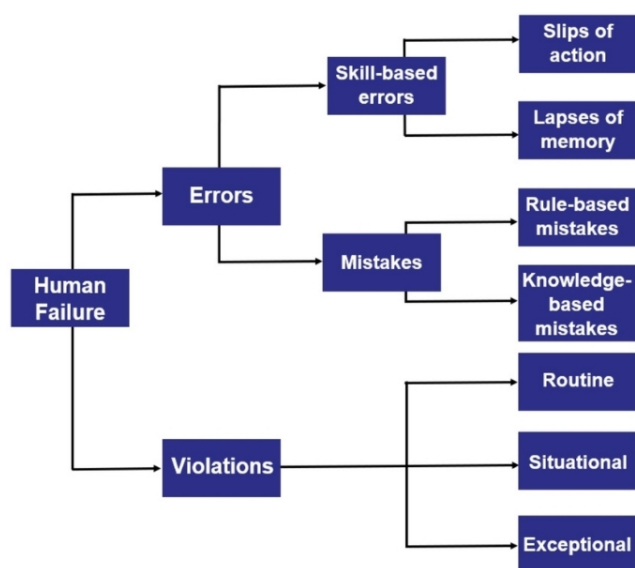 Slips of
action
Skill-based
errors
Lapses of
memory
Errors
Rule-based
mistakes
Mistakes
Knowledge-
based
mistakes
Human
Failure
Routine
Violations
Situational
Exceptional